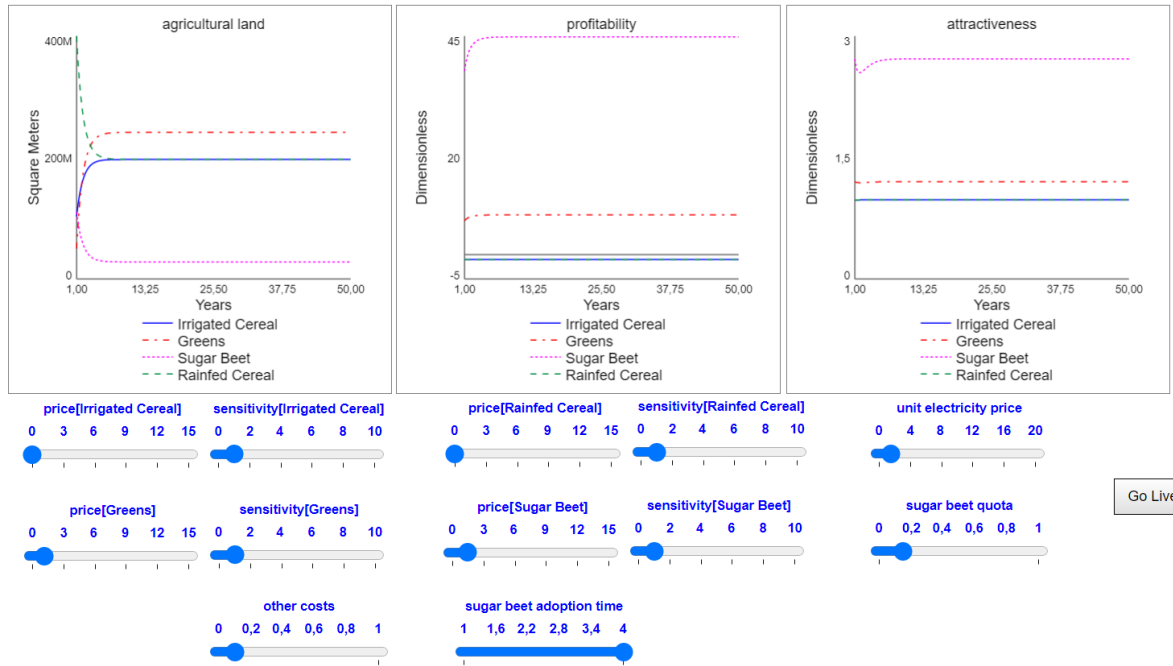 agricultural land
400M
200M
0
Square Meters
1,00 13,25 25,50 37,75 50,00
Years
Irrigated Cereal
Greens
Sugar Beet
Rainfed Cereal
profitability
45
20
-5
Dimensionless
1,00 13,25 25,50 37,75 50,00
Years
Irrigated Cereal
Greens
Sugar Beet
Rainfed Cereal
attractiveness
3
1,5
0
Dimensionless
1,00 13,25 25,50 37,75 50,00
Years
Irrigated Cereal
Greens
Sugar Beet
Rainfed Cereal
price[Irrigated Cereal]
0 3 6 9 12 15
sensitivity[Irrigated Cereal]
0 2 4 6 8 10
price[Rainfed Cereal]
0 3 6 9 12 15
sensitivity[Rainfed Cereal]
0 2 4 6 8 10
unit electricity price
0 4 8 12 16 20
Go Live
price[Greens]
0 3 6 9 12 15
sensitivity[Greens]
0 2 4 6 8 10
price[Sugar Beet]
0 3 6 9 12 15
sensitivity[Sugar Beet]
0 2 4 6 8 10
sugar beet quota
0 0,2 0,4 0,6 0,8 1
other costs
0 0,2 0,4 0,6 0,8 1
sugar beet adoption time
1 1,6 2,2 2,8 3,4 4